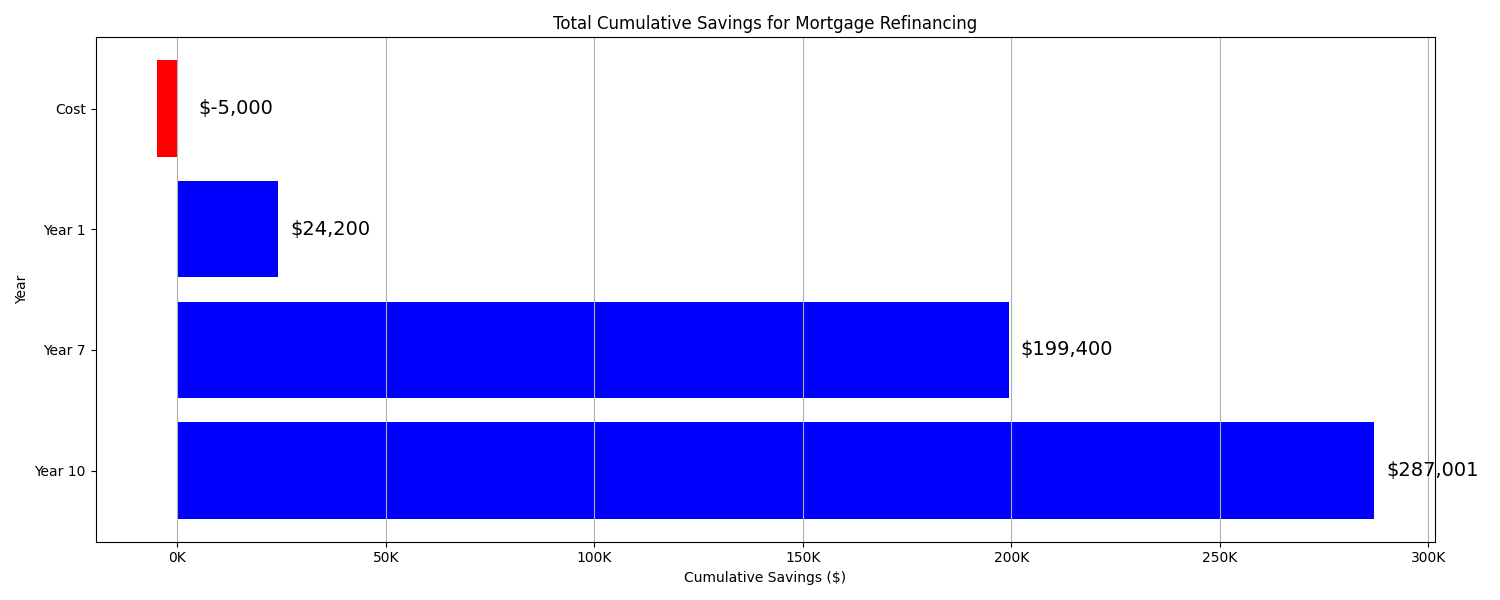 Total Cumulative Savings for Mortgage Refinancing
Cost
$-5,000
Year 1
$24,200
Year
Year 7
$199,400
Year 10
$287,001
0K
50K
100K
150K
200K
250K
300K
Cumulative Savings ($)